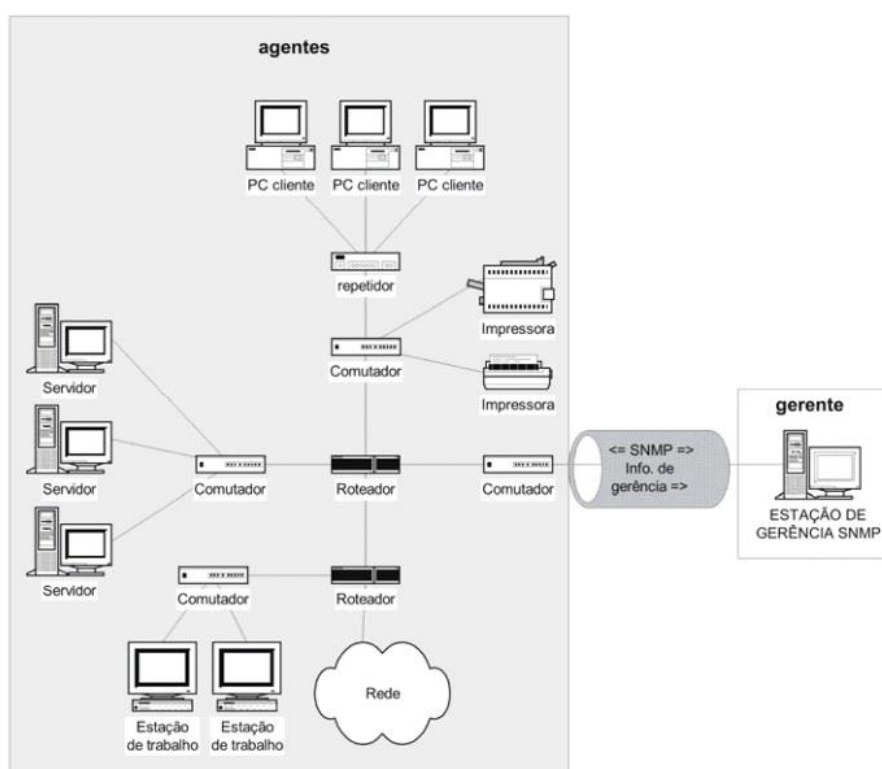 agentes
PC cliente
PC cliente
PC cliente
repetidor
Impressora
Comutador
Impressora
Servidor
Servidor
Servidor
Comutador
Roteador
Comutador
<= SNMP =>
Info. de
gerência =>
gerente
ESTAÇÃO DE
GERÊNCIA SNMP
Comutador
Roteador
Rede
Estação
de trabalho
Estação
de trabalho